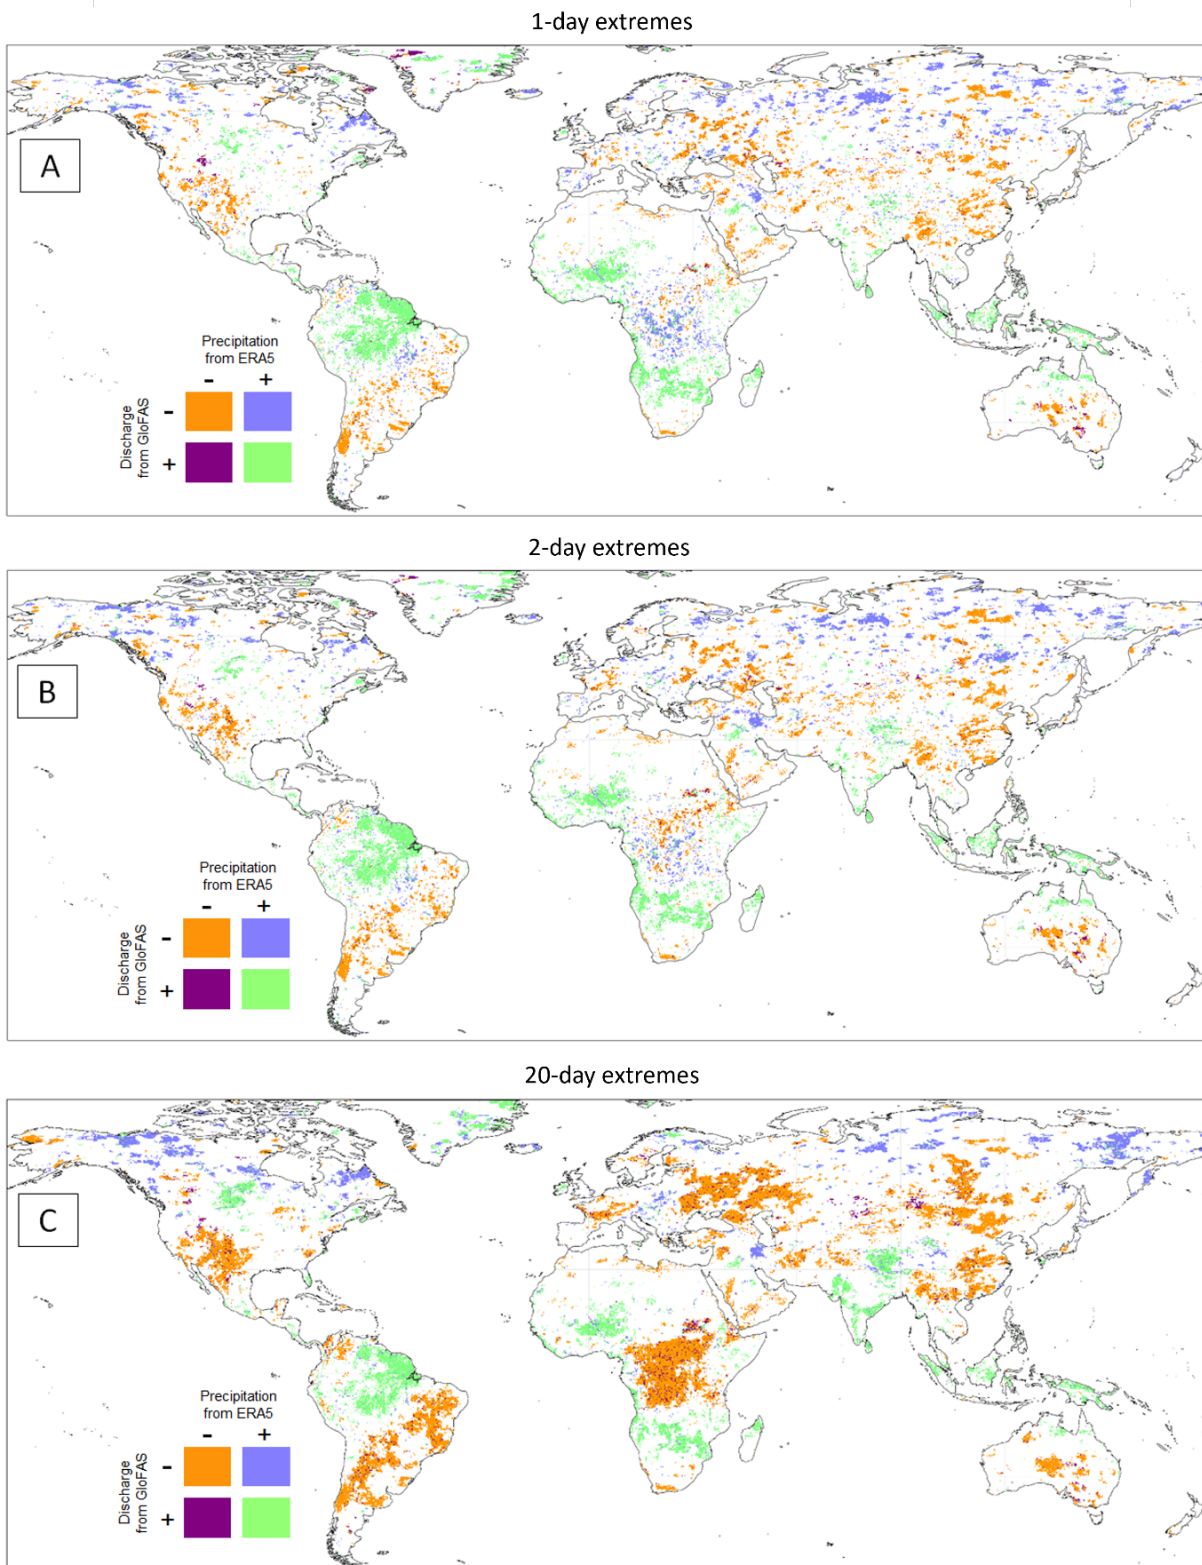 1-day extremes
A
Precipitation
from ERA5
- +
Discharge
from GloFAS
-
+
2-day extremes
B
Precipitation
from ERA5
- +
Discharge
from GloFAS
-
+
20-day extremes
C
Precipitation
from ERA5
- +
Discharge
from GloFAS
-
+